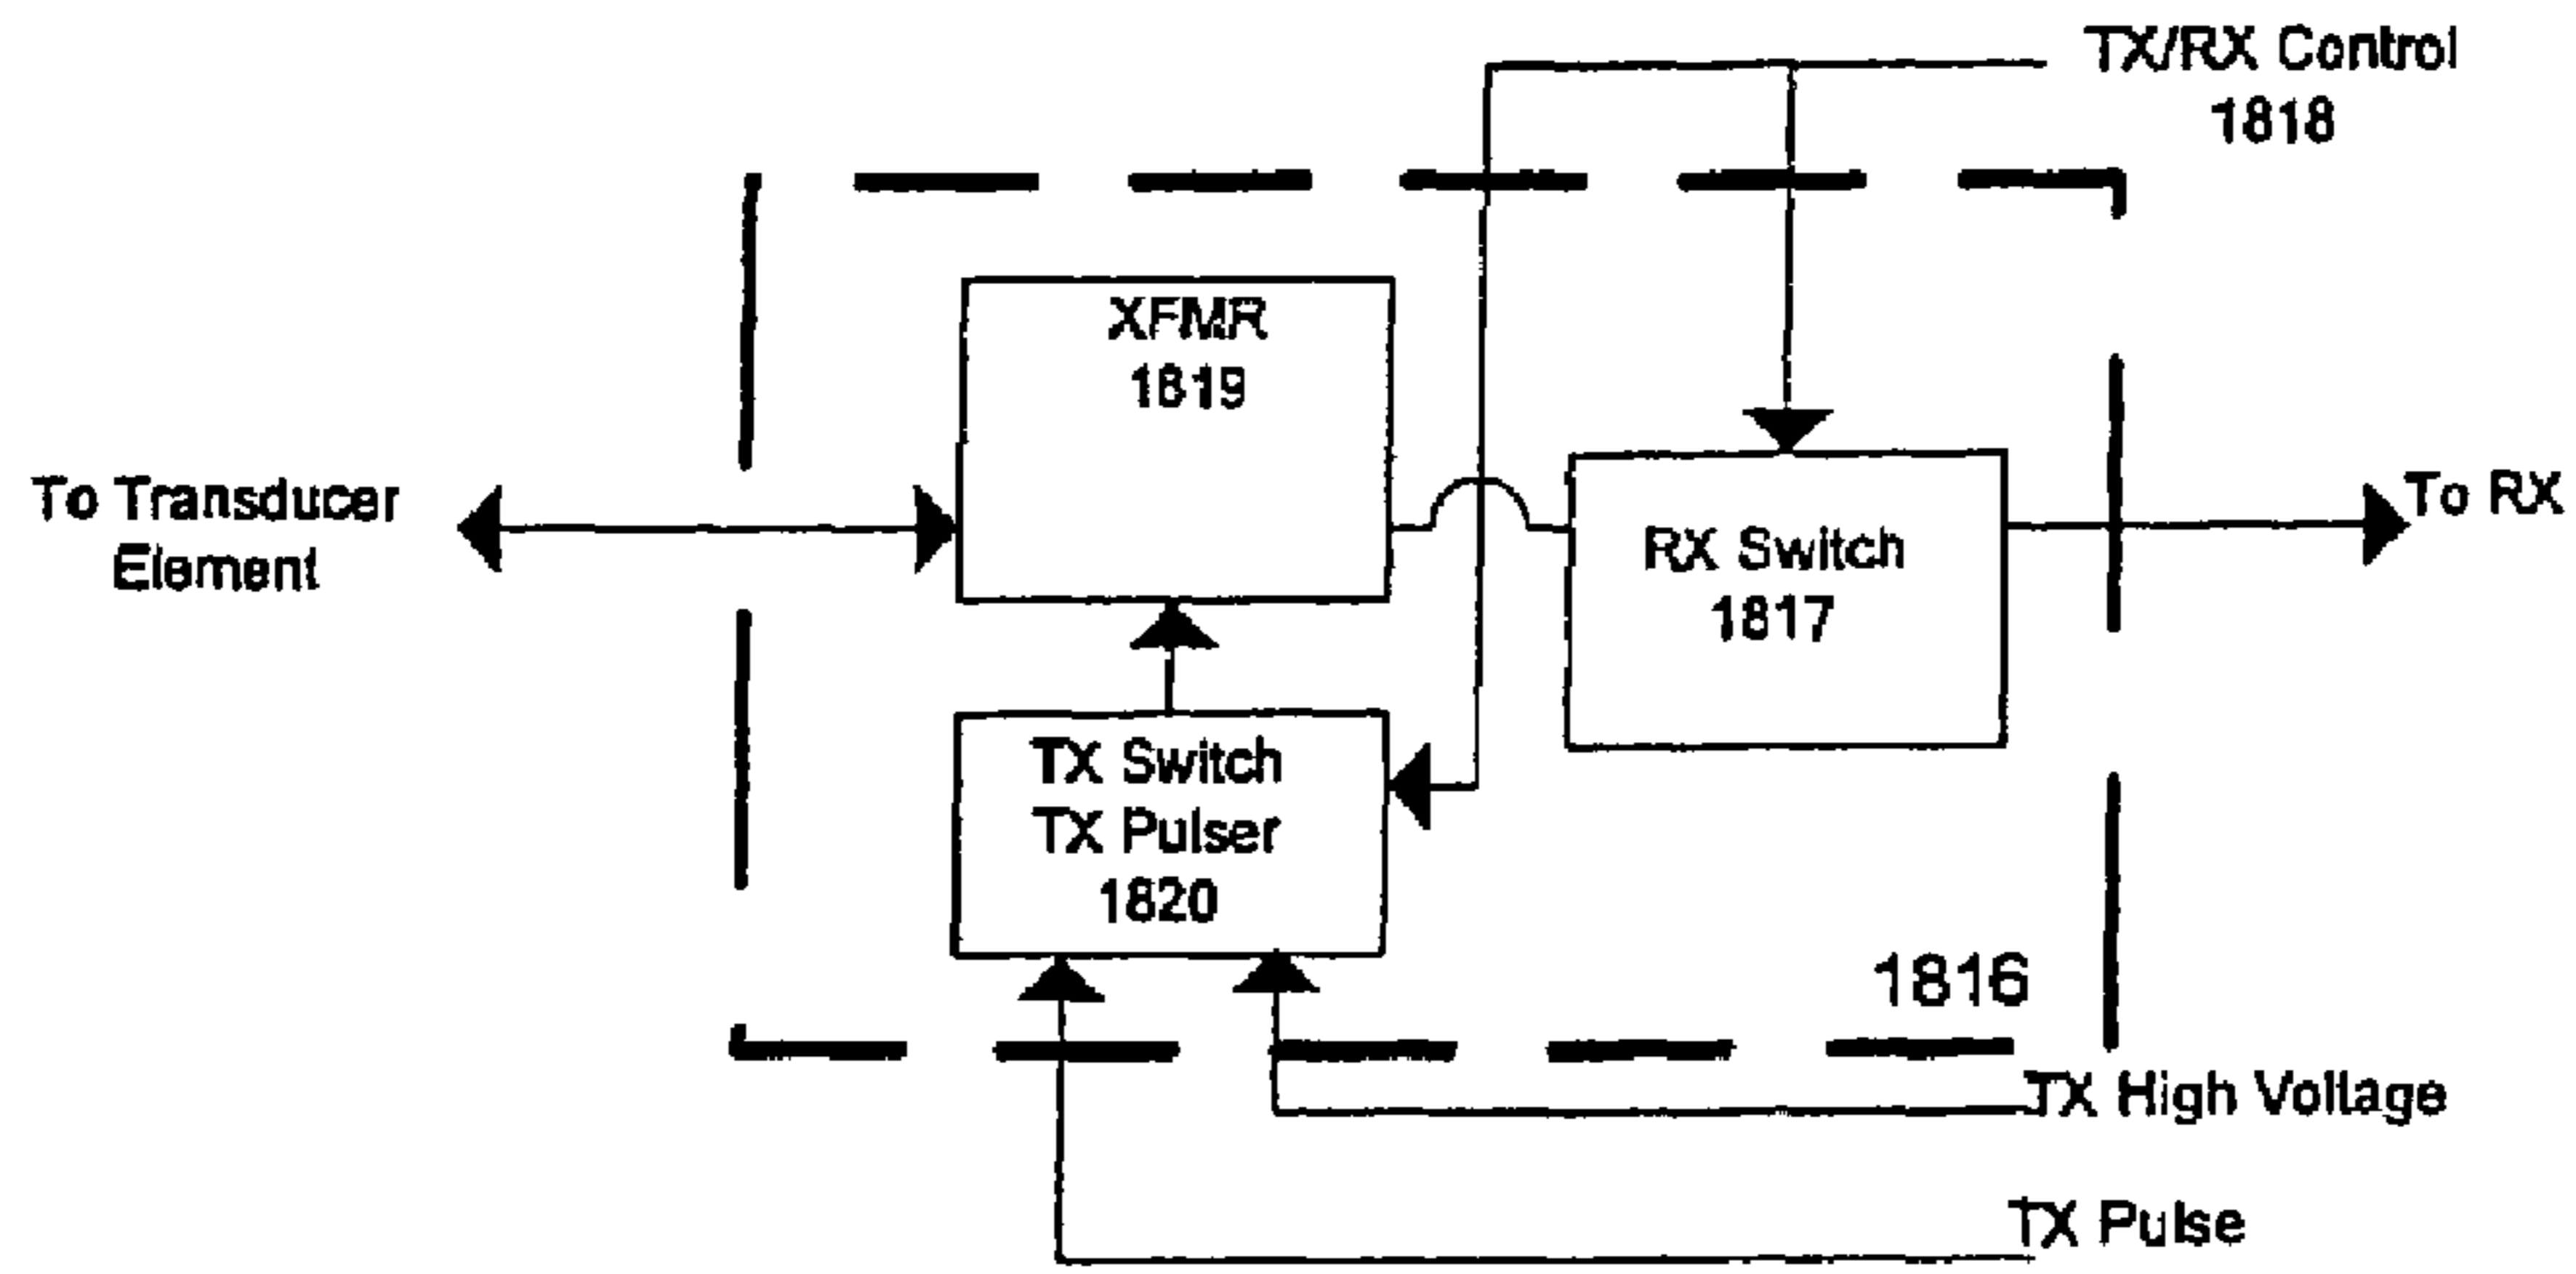 TX/RX Control
1818
XFMR
1819
To Transducer
Element
To RX
RX Switch
1817
TX Switch
TX Pulser
1820
1816
TX High Voltage
TX Pulse